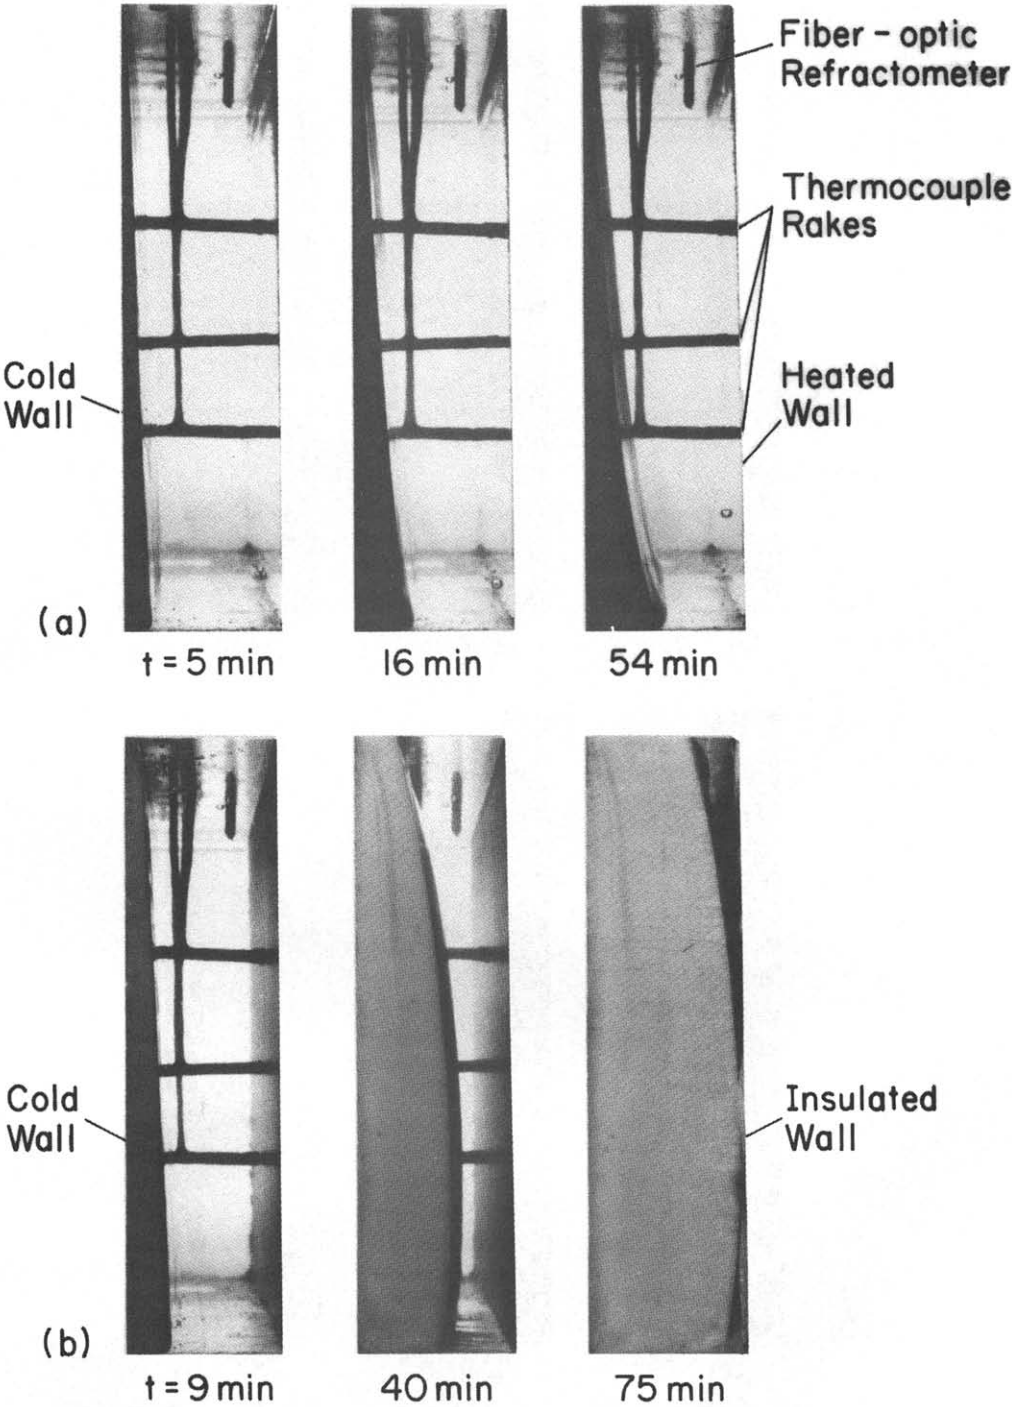 Fiber - optic
Refractometer
Thermocouple
Rakes
Cold
Wall
Heated
Wall
(a)
t = 5 min
16 min
54 min
Cold
Wall
Insulated
Wall
(b)
t = 9 min
40 min
75 min